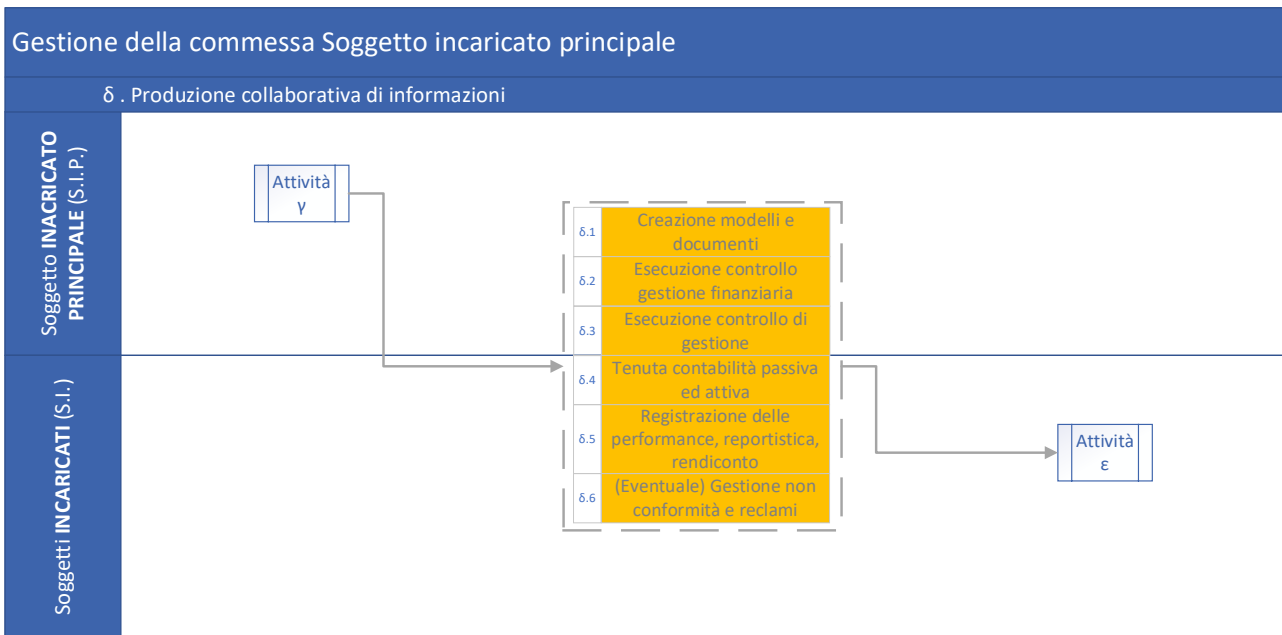 Gestione della commessa Soggetto incaricato principale
δ . Produzione collaborativa di informazioni
Soggetto INACRICATO
PRINCIPALE (S.I.P.)
Attività
γ
δ.1
Creazione modelli e
documenti
δ.2
Esecuzione controllo
gestione finanziaria
δ.3
Esecuzione controllo di
gestione
Soggetti INCARICATI (S.I.)
δ.4
Tenuta contabilità passiva
ed attiva
δ.5
Registrazione delle
performance, reportistica,
rendiconto
δ.6
(Eventuale) Gestione non
conformità e reclami
Attività
ε